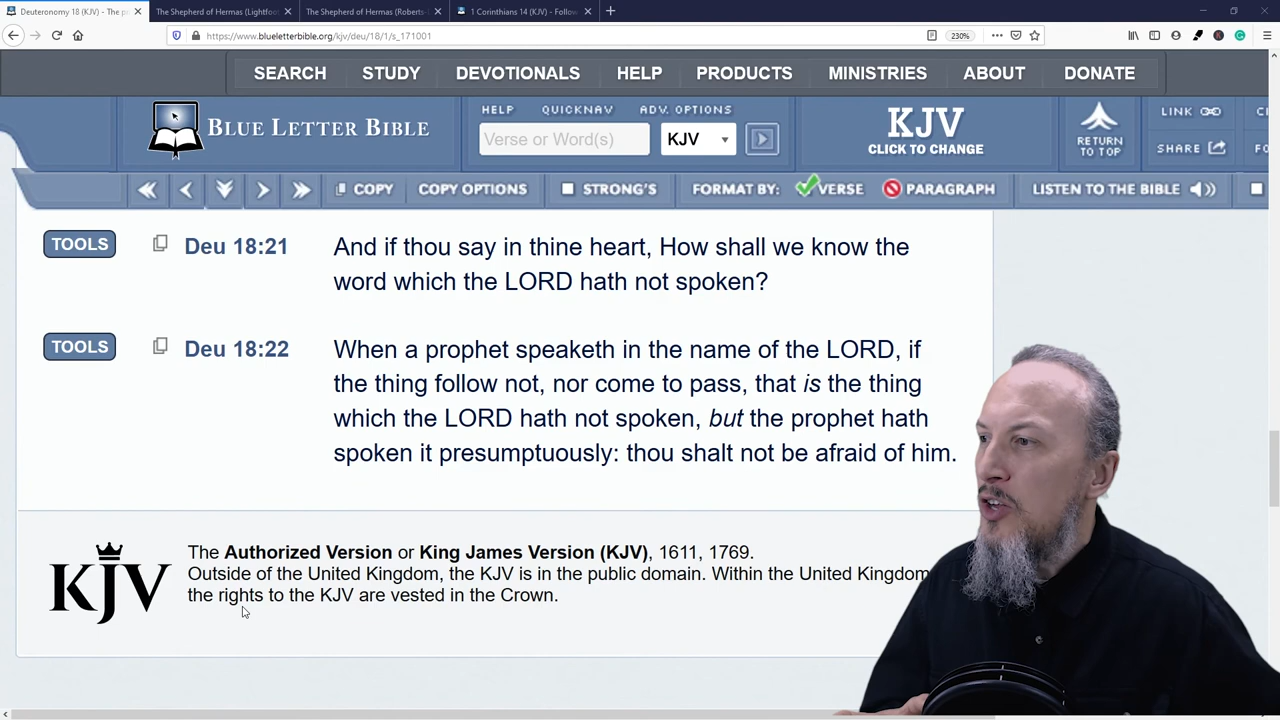 Deuteronomy 18 (KJV) - The pr
The Shepherd of Hermas (Lightfoot
The Shepherd of Hermas (Roberts-
1 Corinthians 14 (KJV) - Follow
https://www.blueletterbible.org/kjv/deu/18/1/s_171001
230%
SEARCH STUDY DEVOTIONALS HELP PRODUCTS MINISTRIES ABOUT DONATE
BLUE LETTER BIBLE
HELP QUICKNAV ADV. OPTIONS
Verse or Word(s)
KJV
KJV
CLICK TO CHANGE
RETURN
TO TOP
LINK
SHARE
COPY COPY OPTIONS STRONG'S FORMAT BY: VERSE PARAGRAPH LISTEN TO THE BIBLE
TOOLS Deu 18:21 And if thou say in thine heart, How shall we know the
word which the LORD hath not spoken?
TOOLS Deu 18:22 When a prophet speaketh in the name of the LORD, if
the thing follow not, nor come to pass, that is the thing
which the LORD hath not spoken, but the prophet hath
spoken it presumptuously: thou shalt not be afraid of him.
KJV
The Authorized Version or King James Version (KJV), 1611, 1769.
Outside of the United Kingdom, the KJV is in the public domain. Within the United Kingdom
the rights to the KJV are vested in the Crown.